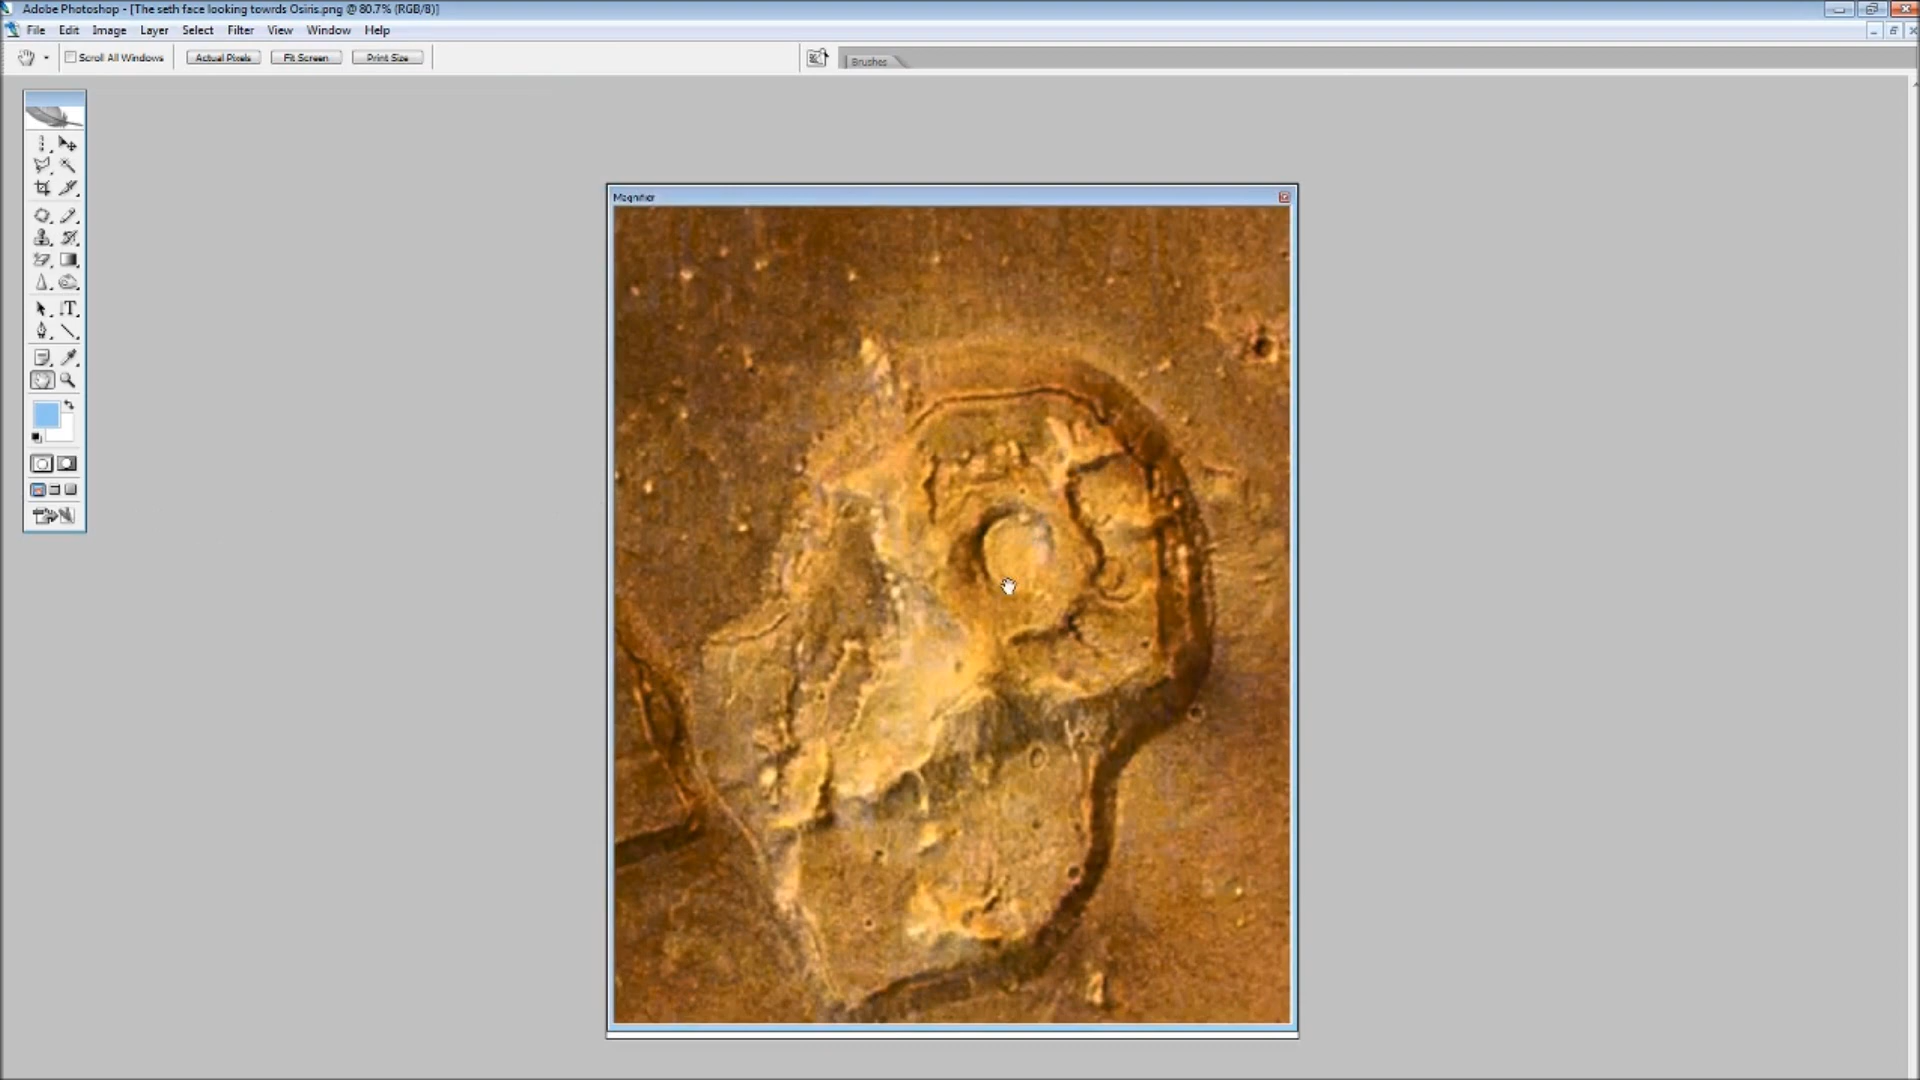 Adobe Photoshop - [The seth face looking towrds Osiris.png @ 80.7% (RGB/8)]
File Edit Image Layer Select Filter View Window Help
Scroll All Windows Actual Pixels Fit Screen Print Size Brushes
Magnifier